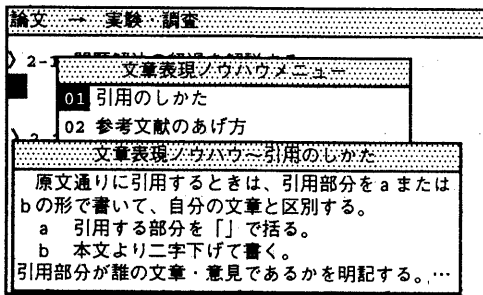 論文 → 実験・調査
文章表現ノウハウメニュー
01 引用のしかた
02 参考文献のあげ方
文章表現ノウハウ～引用のしかた
原文通りに引用するときは、引用部分をaまたは
bの形で書いて、自分の文章と区別する。
a 引用する部分を「」で括る。
b 本文より二字下げて書く。
引用部分が誰の文章・意見であるかを明記する。…